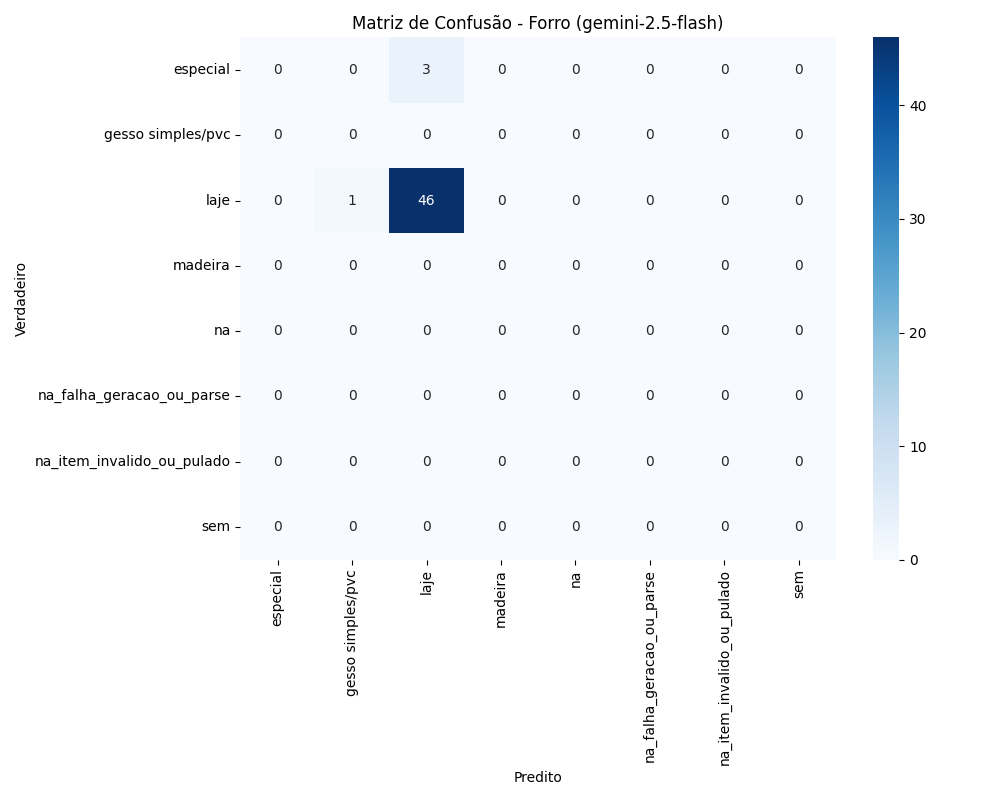 Matriz de Confusão - Forro (gemini-2.5-flash)
especial 0 0 3 0 0 0 0 0
gesso simples/pvc 0 0 0 0 0 0 0 0
laje 0 1 46 0 0 0 0 0
madeira 0 0 0 0 0 0 0 0
na 0 0 0 0 0 0 0 0
na_falha_geracao_ou_parse 0 0 0 0 0 0 0 0
na_item_invalido_ou_pulado 0 0 0 0 0 0 0 0
sem 0 0 0 0 0 0 0 0
Verdadeiro
especial
gesso simples/pvc
laje
madeira
na
na_falha_geracao_ou_parse
na_item_invalido_ou_pulado
sem
Predito
40
30
20
10
0